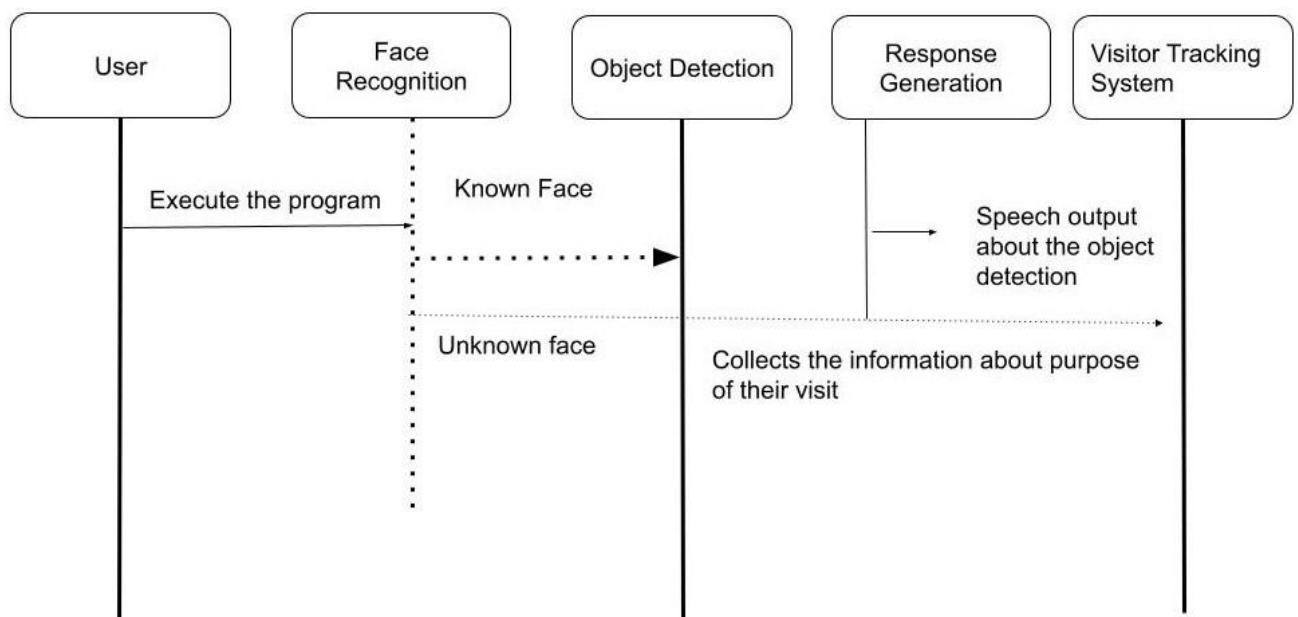 User
Face
Recognition
Object Detection
Response
Generation
Visitor Tracking
System
Execute the program
Known Face
Speech output
about the object
detection
Unknown face
Collects the information about purpose
of their visit